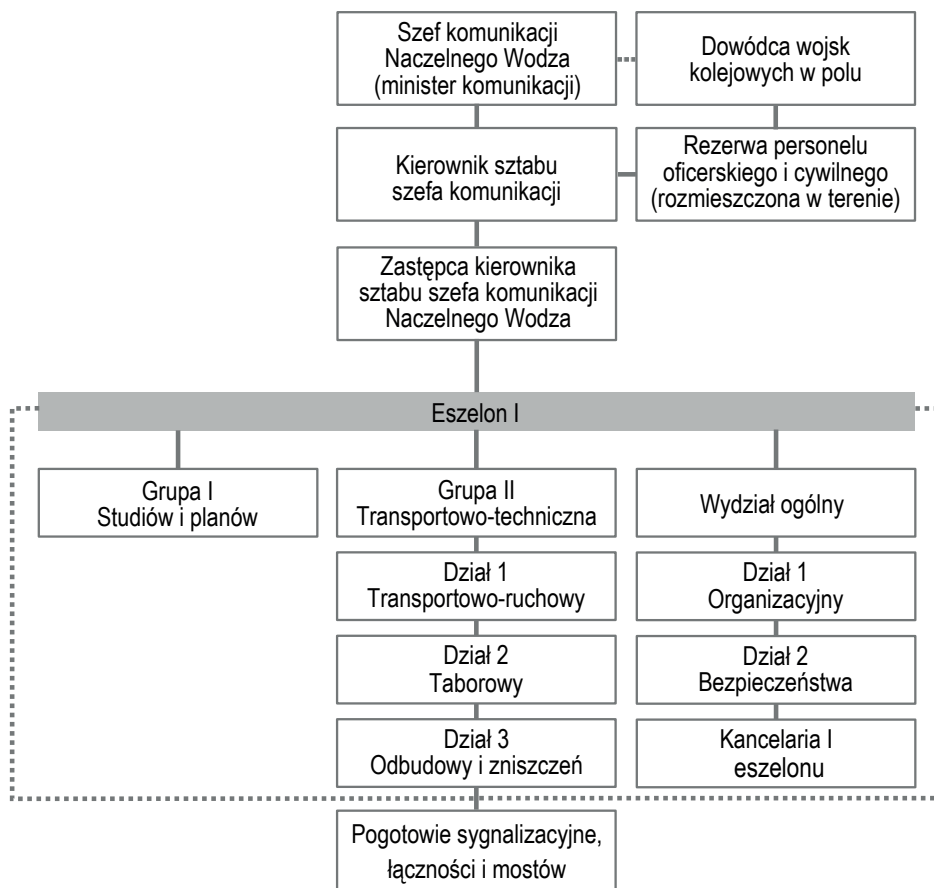 Szef komunikacji
Naczelnego Wodza
(minister komunikacji)
Dowódca wojsk
kolejowych w polu
Kierownik sztabu
szefa komunikacji
Rezerwa personelu
oficerskiego i cywilnego
(rozmieszczona w terenie)
Zastępca kierownika
sztabu szefa komunikacji
Naczelnego Wodza
Eszelon I
Grupa I
Studiów i planów
Grupa II
Transportowo-techniczna
Wydział ogólny
Dział 1
Transportowo-ruchowy
Dział 1
Organizacyjny
Dział 2
Taborowy
Dział 2
Bezpieczeństwa
Dział 3
Odbudowy i zniszczeń
Kancelaria I
eszelonu
Pogotowie sygnalizacyjne,
łączności i mostów